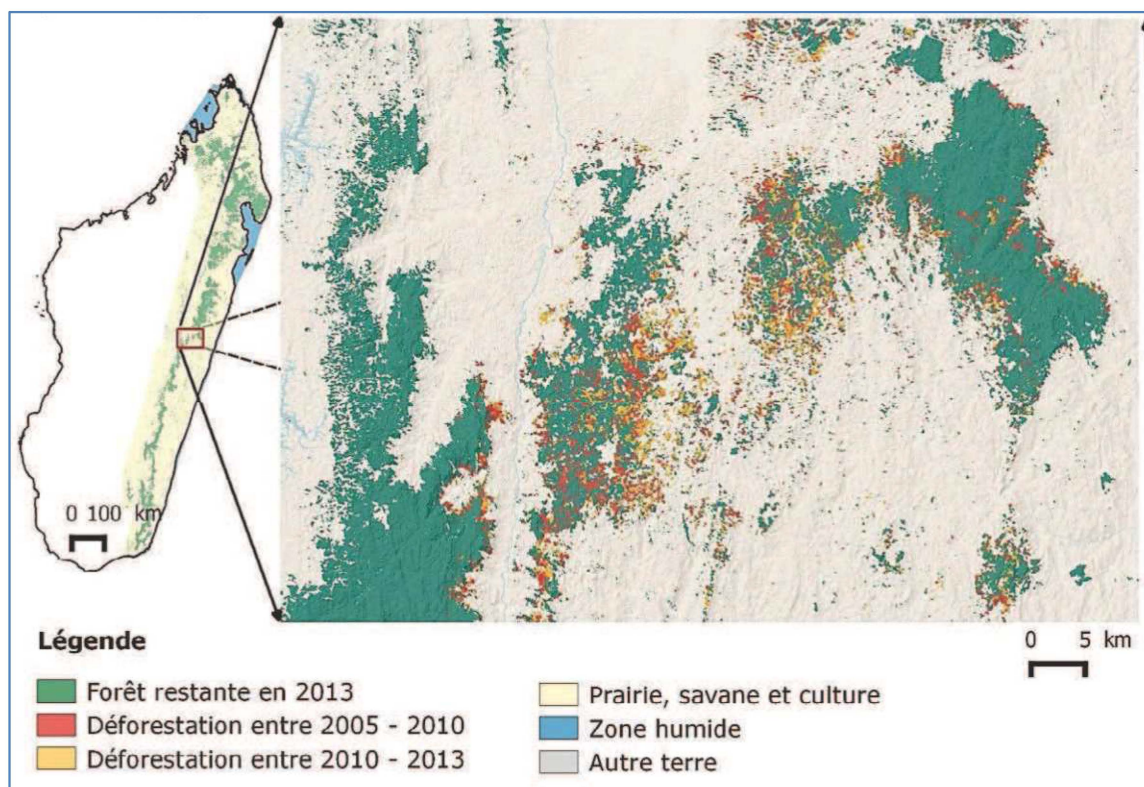 0 100 km
0 5 km
Légende
Forêt restante en 2013
Déforestation entre 2005 - 2010
Déforestation entre 2010 - 2013
Prairie, savane et culture
Zone humide
Autre terre